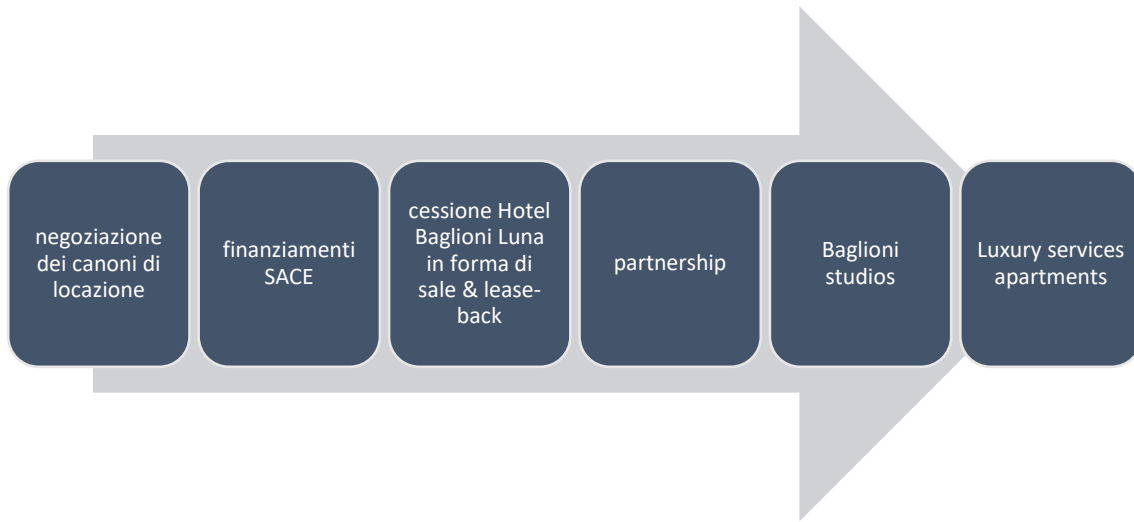 negoziazione
dei canoni di
locazione
finanziamenti
SACE
cessione Hotel
Baglioni Luna
in forma di
sale & lease-
back
partnership
Baglioni
studios
Luxury services
apartments